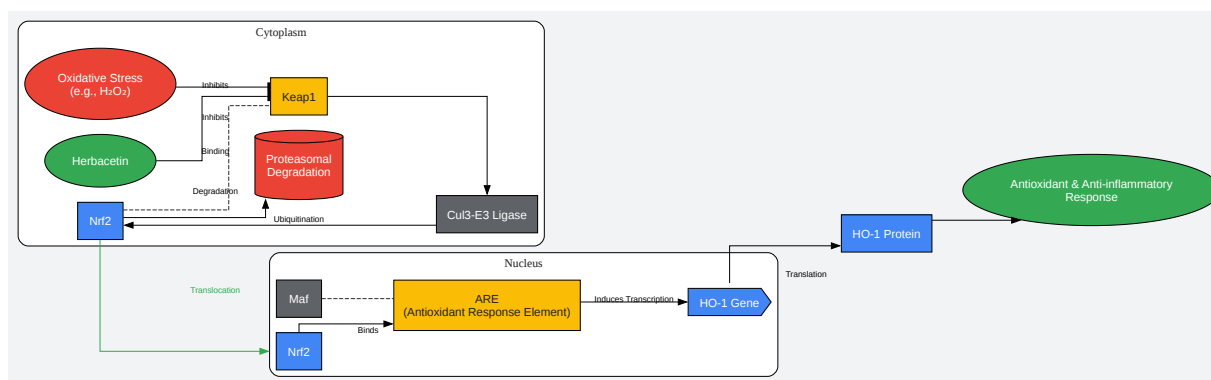 Cytoplasm
Oxidative Stress
(e.g., H₂O₂)
Inhibits
Keap1
Inhibits
Herbacetin
Binding
Proteasomal
Degradation
Degradation
Nrf2
Ubiquitination
Cul3-E3 Ligase
Antioxidant & Anti-inflammatory
Response
HO-1 Protein
Nucleus
Translocation
Translation
Maf
ARE
(Antioxidant Response Element)
Induces Transcription
HO-1 Gene
Binds
Nrf2